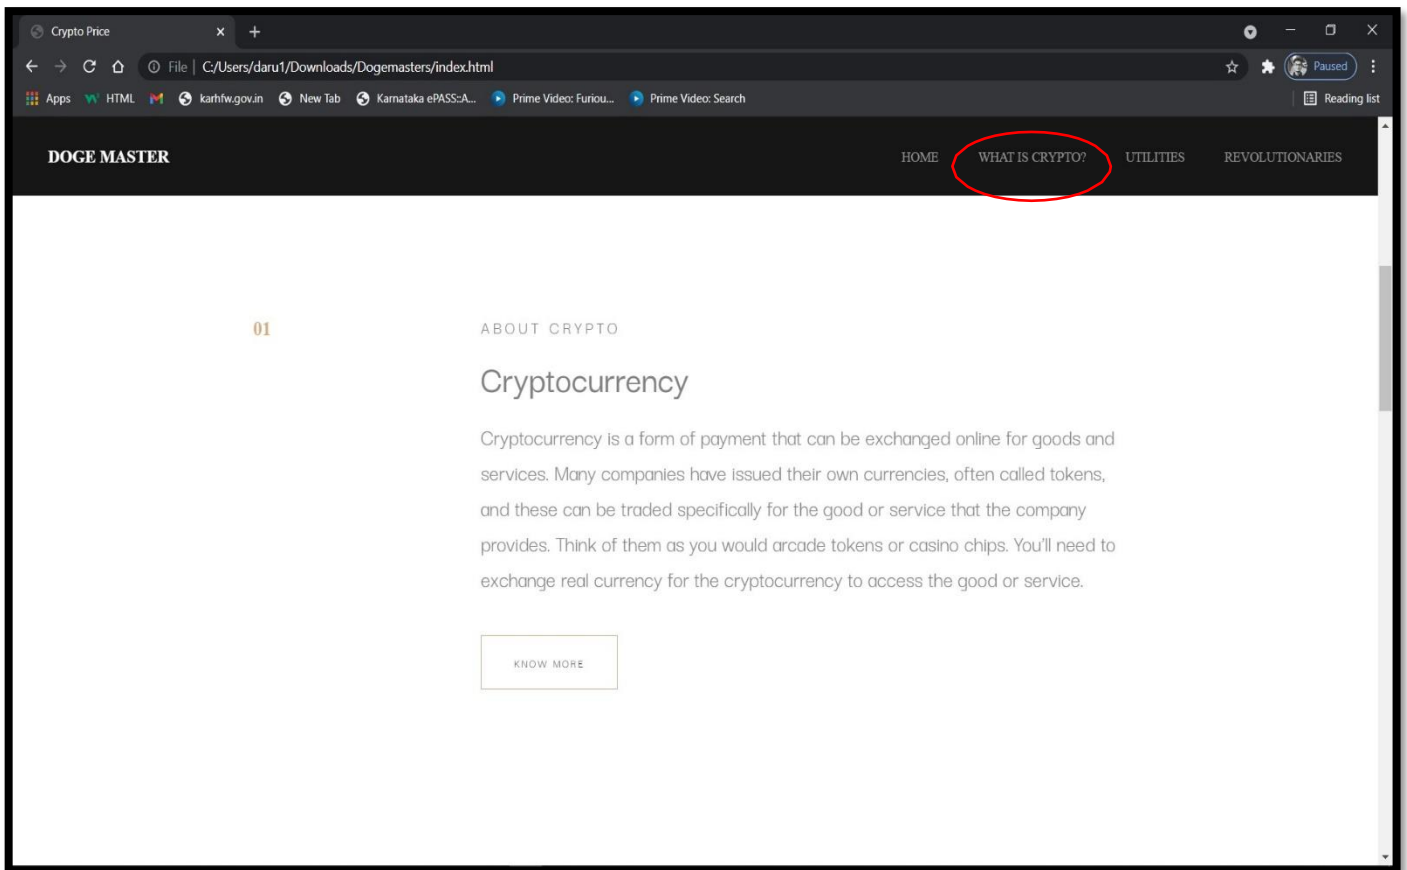 Crypto Price
File | C:/Users/daru1/Downloads/Dogemasters/index.html
Paused
Apps HTML karhfw.gov.in New Tab Karnataka ePASS::A... Prime Video: Furiou... Prime Video: Search Reading list
DOGE MASTER HOME WHAT IS CRYPTO? UTILITIES REVOLUTIONARIES
01
ABOUT CRYPTO
Cryptocurrency
Cryptocurrency is a form of payment that can be exchanged online for goods and
services. Many companies have issued their own currencies, often called tokens,
and these can be traded specifically for the good or service that the company
provides. Think of them as you would arcade tokens or casino chips. You'll need to
exchange real currency for the cryptocurrency to access the good or service.
KNOW MORE